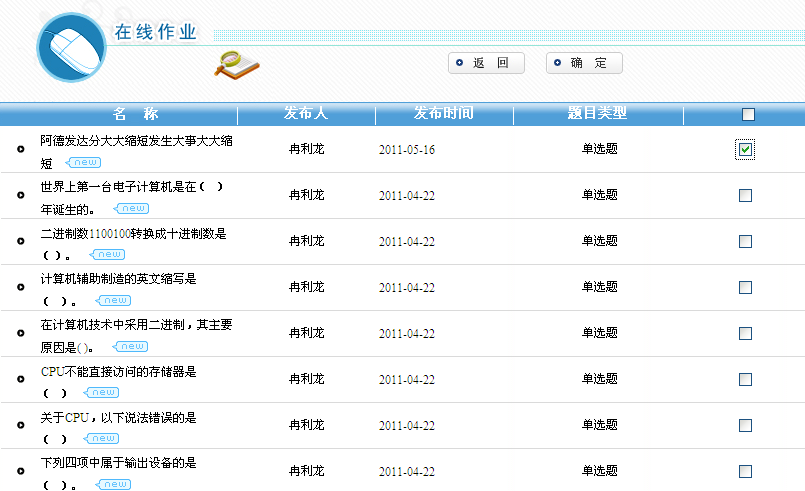 在线作业
返 回 确 定
名 称 发布人 发布时间 题目类型
阿德发达分大大缩短发生大事大大缩 冉利龙 2011-05-16 单选题
短 new
世界上第一台电子计算机是在（ ） 冉利龙 2011-04-22 单选题
年诞生的。 new
二进制数1100100转换成十进制数是 冉利龙 2011-04-22 单选题
（ ）。 new
计算机辅助制造的英文缩写是 冉利龙 2011-04-22 单选题
（ ）。 new
在计算机技术中采用二进制，其主要 冉利龙 2011-04-22 单选题
原因是( )。 new
CPU不能直接访问的存储器是 冉利龙 2011-04-22 单选题
（ ） new
关于CPU，以下说法错误的是 冉利龙 2011-04-22 单选题
（ ） new
下列四项中属于输出设备的是 冉利龙 2011-04-22 单选题
（ ）。 new